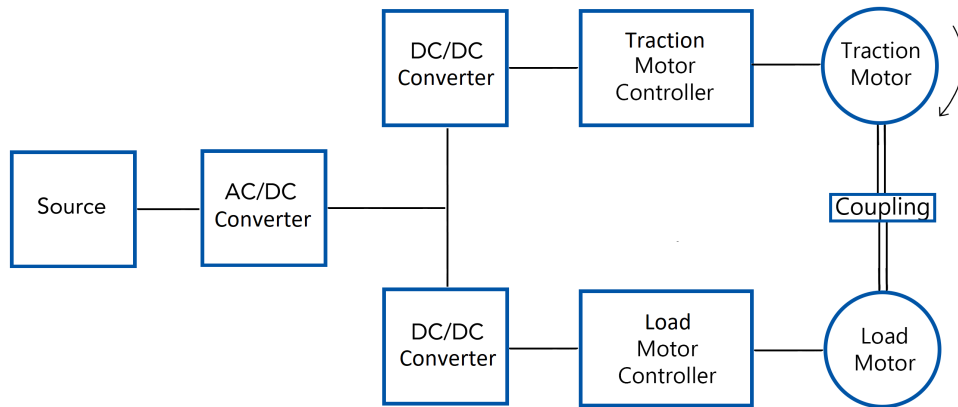 DC/DC
Converter
Traction
Motor
Controller
Traction
Motor
Source
AC/DC
Converter
Coupling
DC/DC
Converter
Load
Motor
Controller
Load
Motor